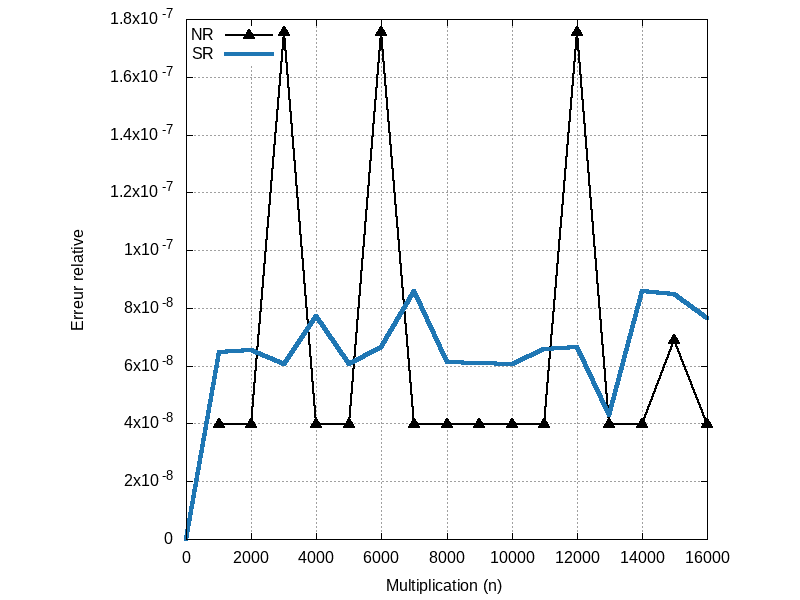 1.8x10 -7
1.6x10 -7
1.4x10 -7
1.2x10 -7
1x10 -7
8x10 -8
6x10 -8
4x10 -8
2x10 -8
0
NR
SR
Erreur relative
0 2000 4000 6000 8000 10000 12000 14000 16000
Multiplication (n)